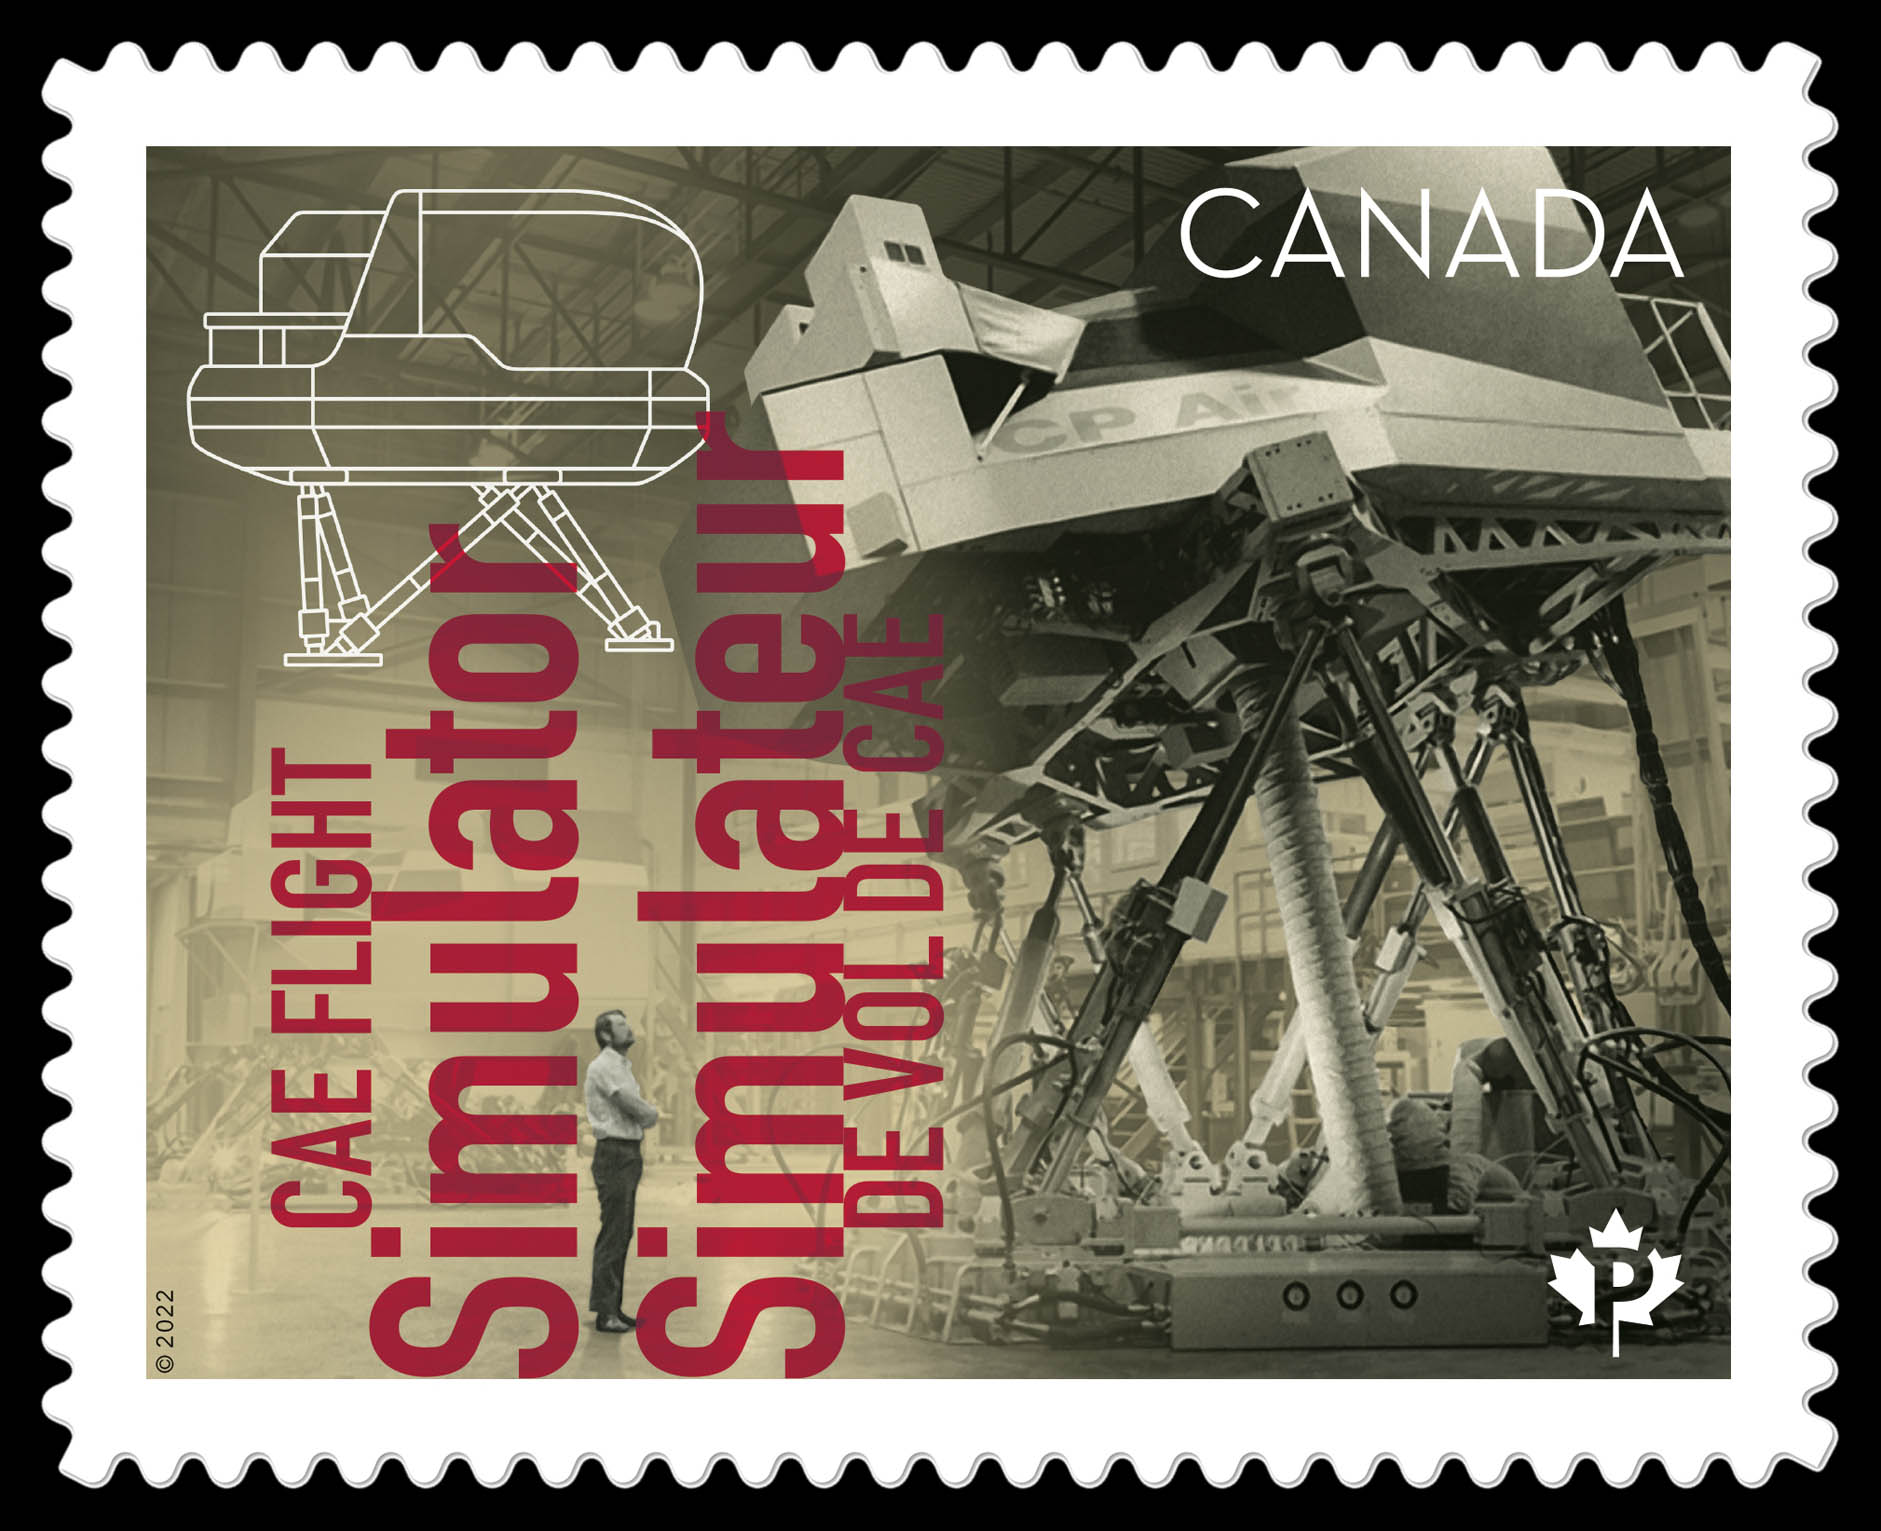 CANADA
CP Air
CAE FLIGHT
Simulator
Simulateur
DE VOL DE CAE
P
© 2022